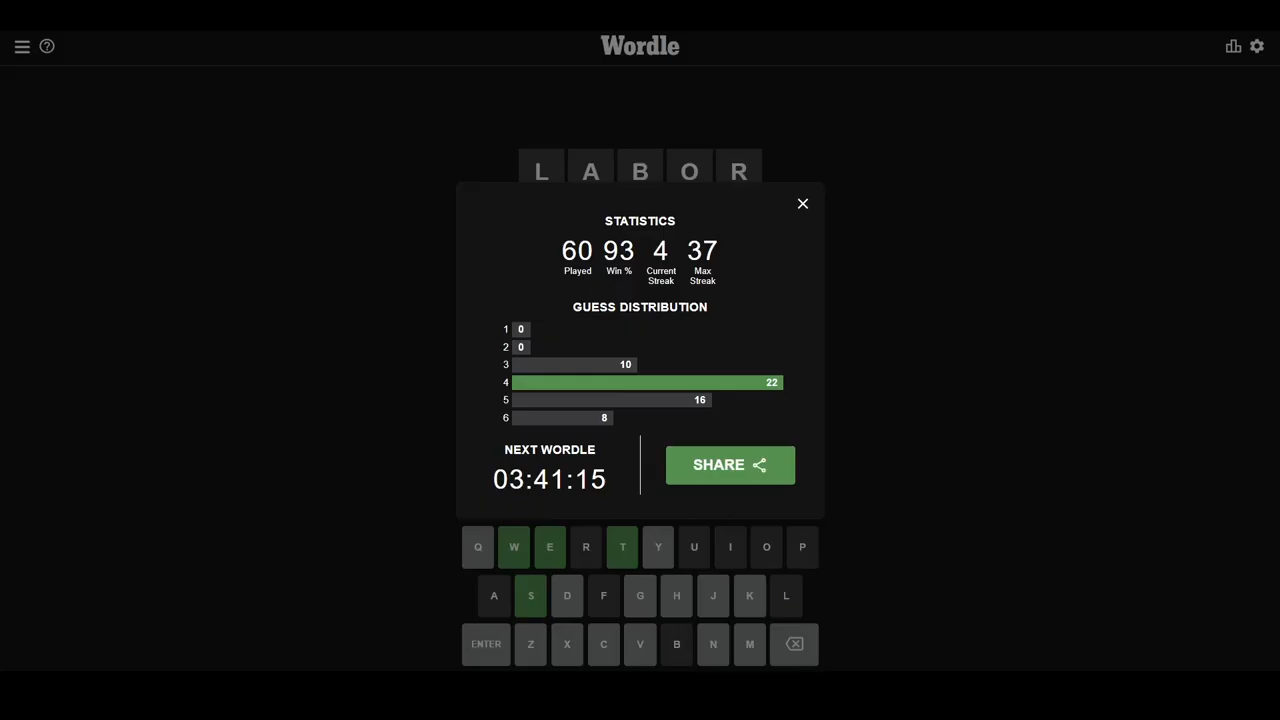 Wordle
L A B O R
STATISTICS
60 93 4 37
Played Win % Current Streak Max Streak
GUESS DISTRIBUTION
1 0
2 0
3 10
4 22
5 16
6 8
NEXT WORDLE
03:41:15
SHARE
Q W E R T Y U I O P
A S D F G H J K L
ENTER Z X C V B N M